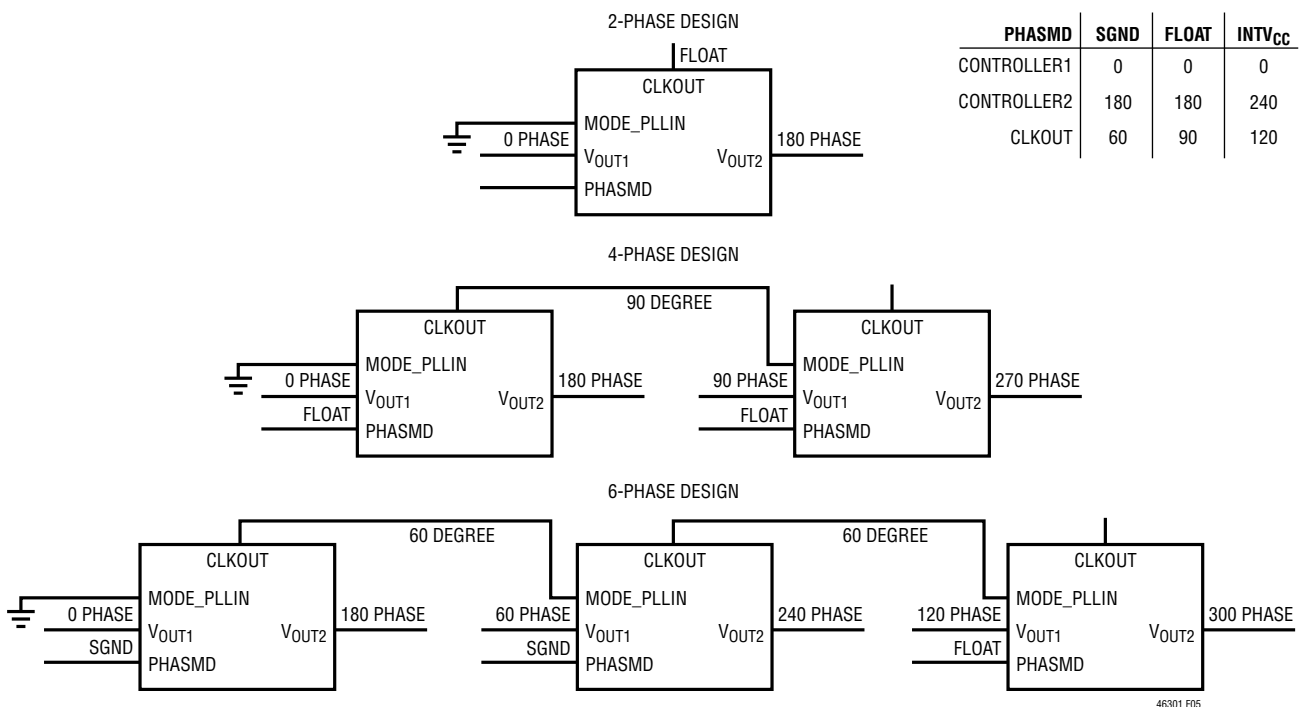 2-PHASE DESIGN
FLOAT
CLKOUT
MODE_PLLIN
0 PHASE
VOUT1
VOUT2
180 PHASE
PHASMD
PHASMD SGND FLOAT INTVCC
CONTROLLER1 0 0 0
CONTROLLER2 180 180 240
CLKOUT 60 90 120
4-PHASE DESIGN
90 DEGREE
CLKOUT
MODE_PLLIN
0 PHASE
VOUT1
VOUT2
180 PHASE
FLOAT
PHASMD
CLKOUT
MODE_PLLIN
90 PHASE
VOUT1
VOUT2
270 PHASE
FLOAT
PHASMD
6-PHASE DESIGN
60 DEGREE
60 DEGREE
CLKOUT
MODE_PLLIN
0 PHASE
VOUT1
VOUT2
180 PHASE
SGND
PHASMD
CLKOUT
MODE_PLLIN
60 PHASE
VOUT1
VOUT2
240 PHASE
SGND
PHASMD
CLKOUT
MODE_PLLIN
120 PHASE
VOUT1
VOUT2
300 PHASE
FLOAT
PHASMD
46301 F05